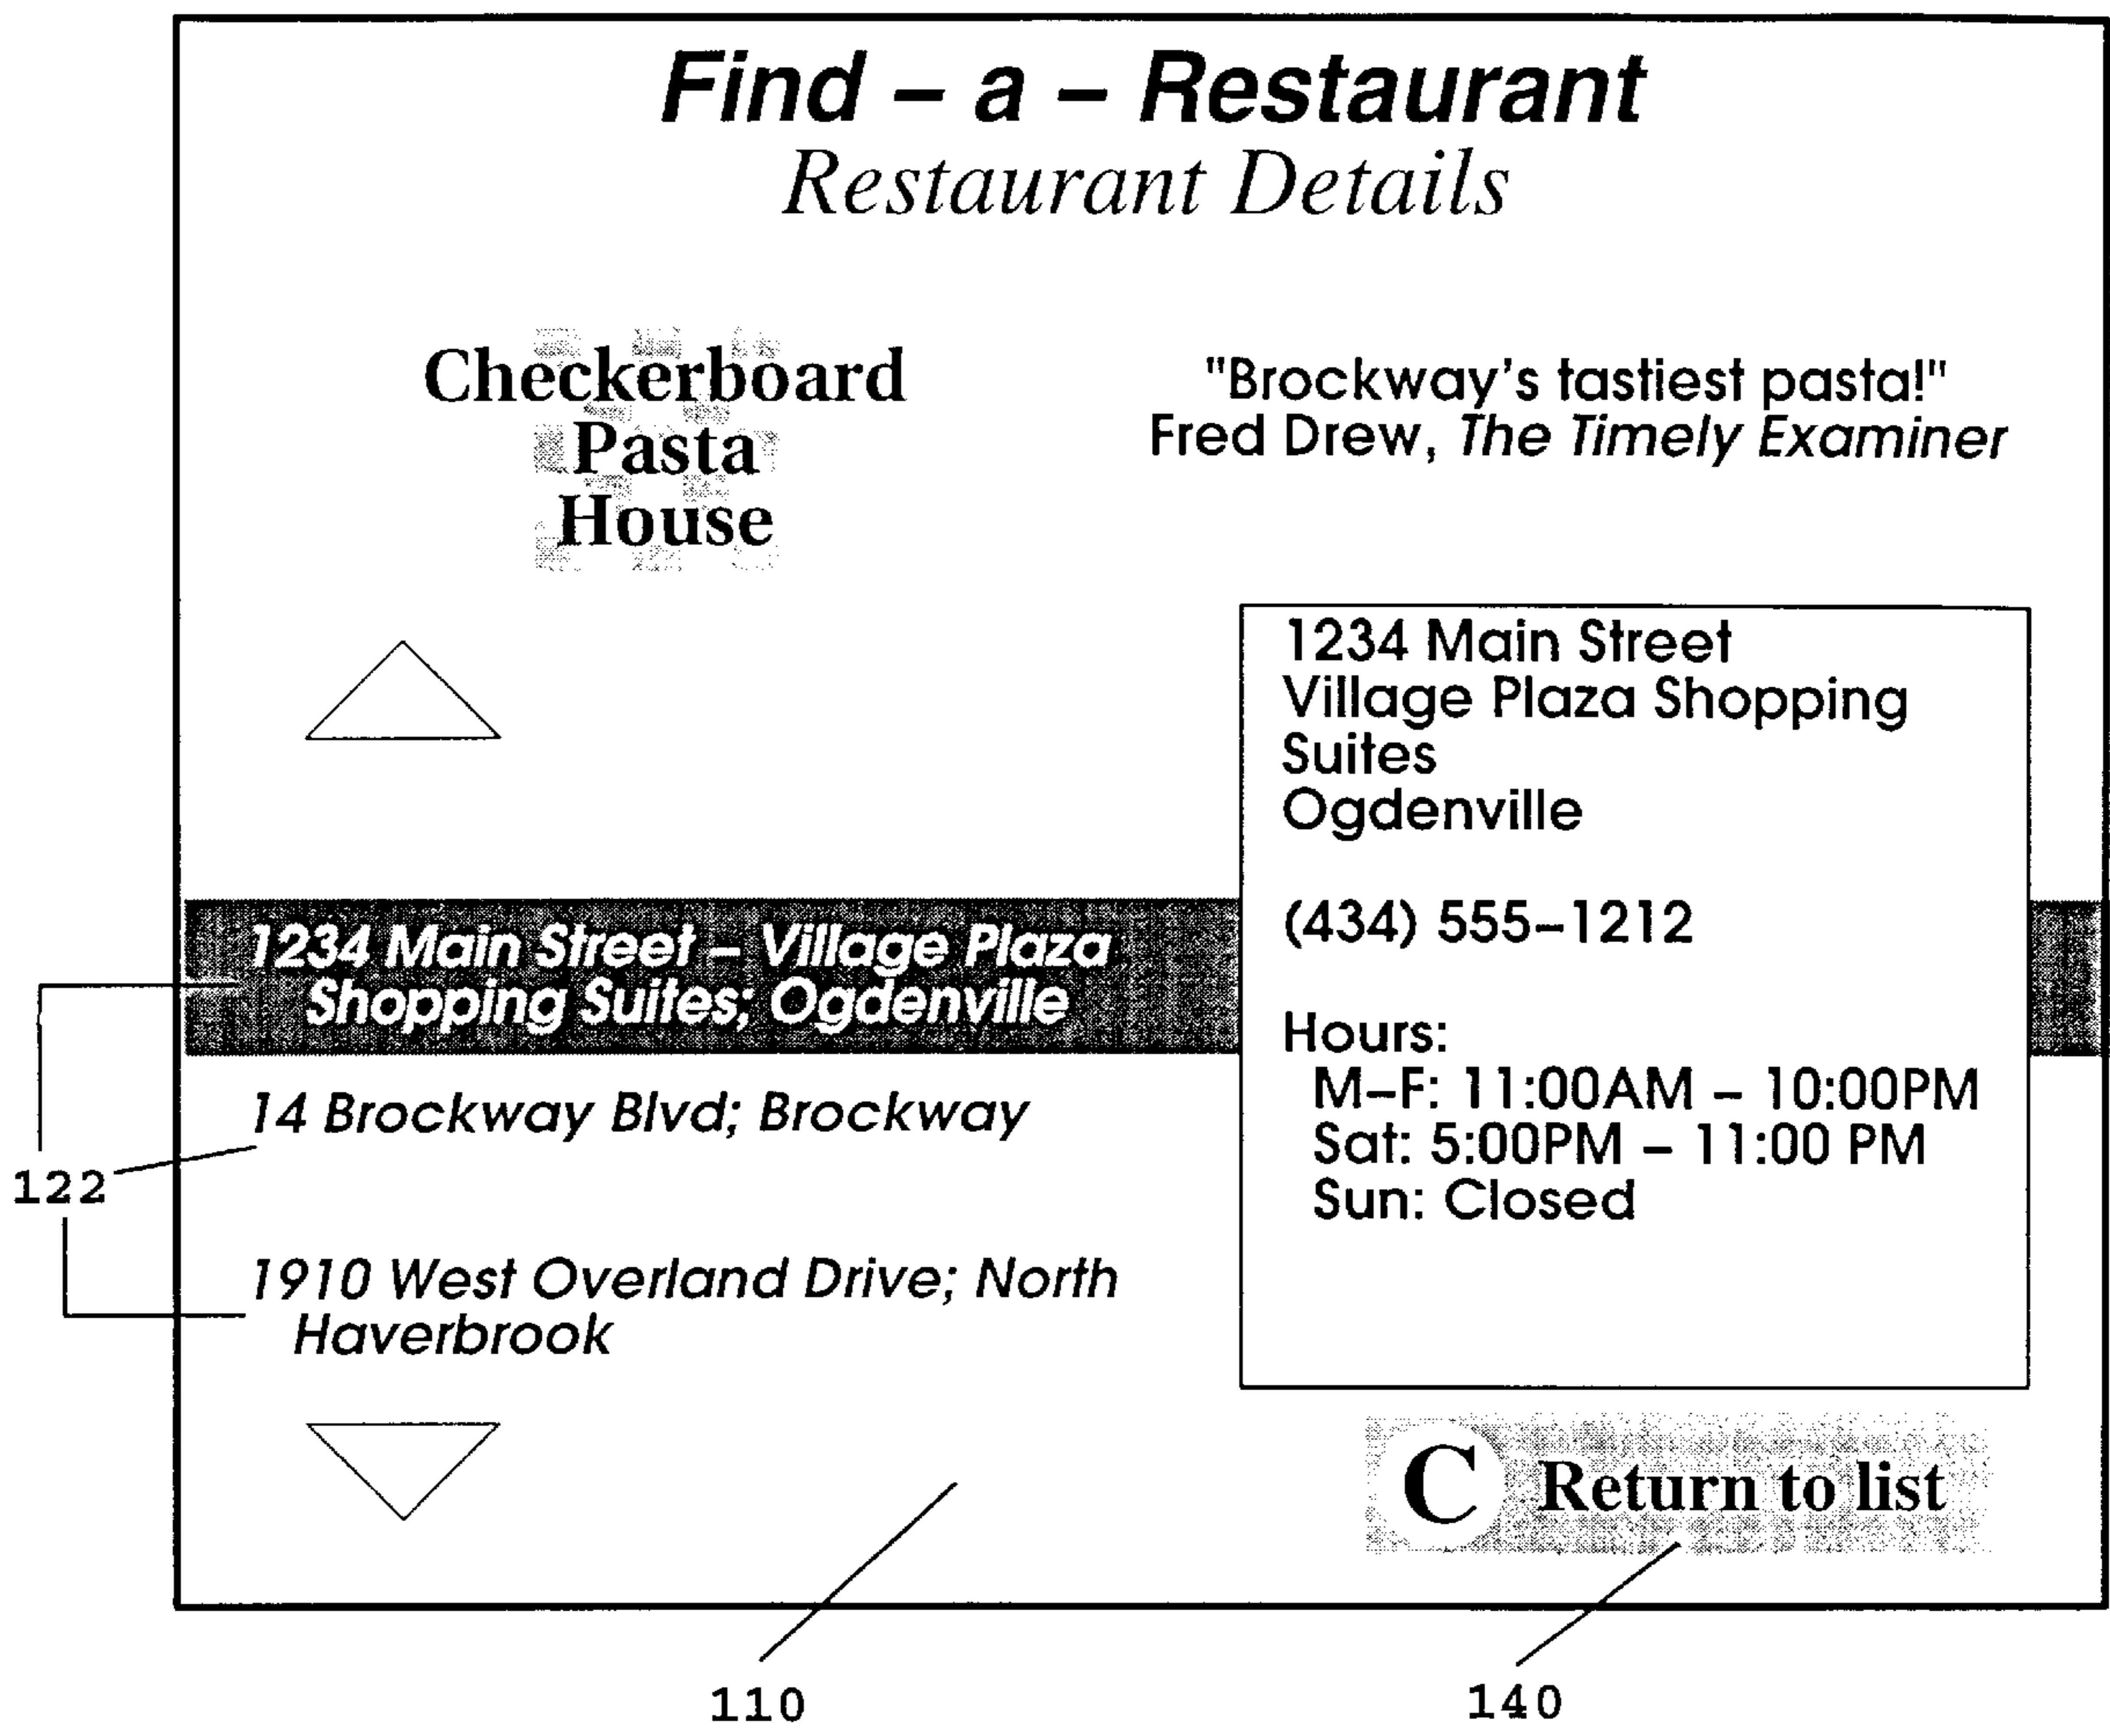 Find – a – Restaurant
Restaurant Details
Checkerboard
Pasta
House
"Brockway's tastiest pasta!"
Fred Drew, The Timely Examiner
1234 Main Street
Village Plaza Shopping
Suites
Ogdenville
(434) 555–1212
Hours:
M–F: 11:00AM – 10:00PM
Sat: 5:00PM – 11:00 PM
Sun: Closed
1234 Main Street – Village Plaza
Shopping Suites; Ogdenville
14 Brockway Blvd; Brockway
1910 West Overland Drive; North
Haverbrook
122
C Return to list
110
140